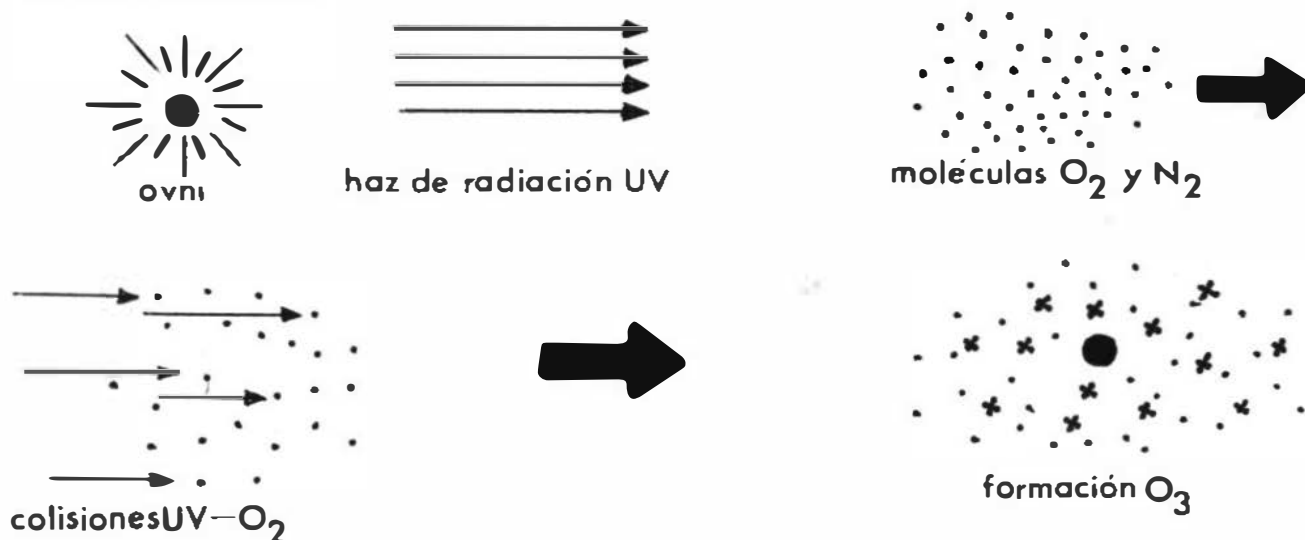 ovni
haz de radiación UV
moléculas O₂ y N₂
colisionesUV—O₂
formación O₃